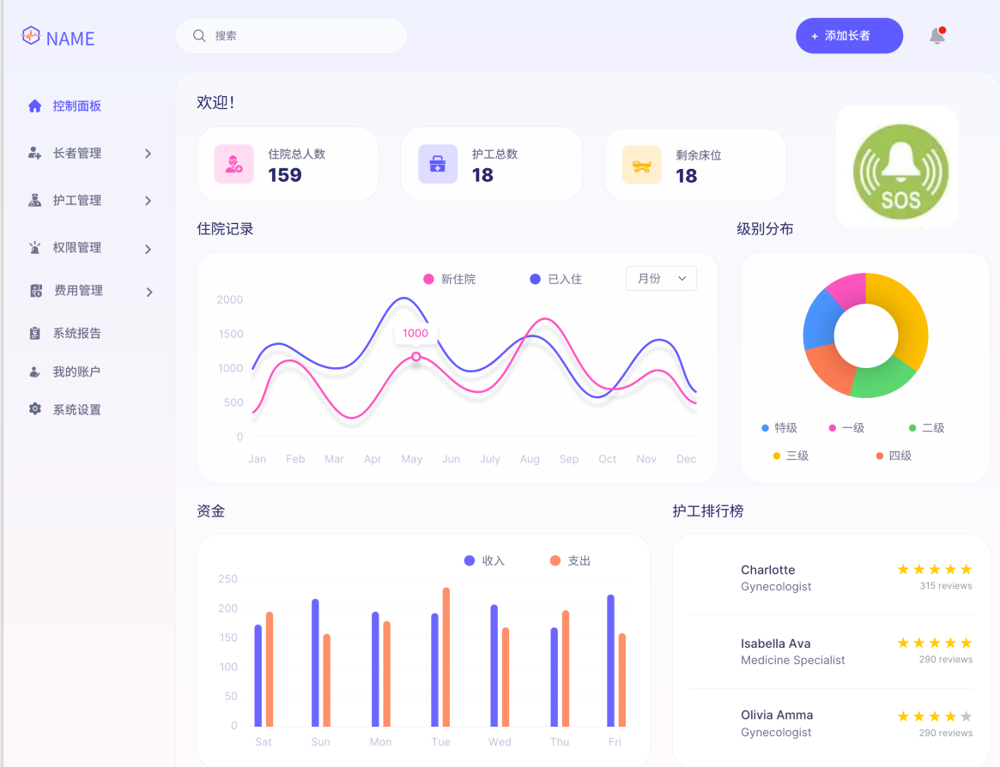 NAME
搜索
+ 添加长者
控制面板
长者管理
护工管理
权限管理
费用管理
系统报告
我的账户
系统设置
欢迎!
住院总人数
159
护工总数
18
剩余床位
18
SOS
住院记录
新住院 已入住 月份
2000
1500
1000
500
0
1000
Jan Feb Mar Apr May Jun July Aug Sep Oct Nov Dec
级别分布
特级 一级 二级
三级 四级
资金
收入 支出
250
200
150
100
50
0
Sat Sun Mon Tue Wed Thu Fri
护工排行榜
Charlotte
Gynecologist
315 reviews
Isabella Ava
Medicine Specialist
290 reviews
Olivia Amma
Gynecologist
290 reviews